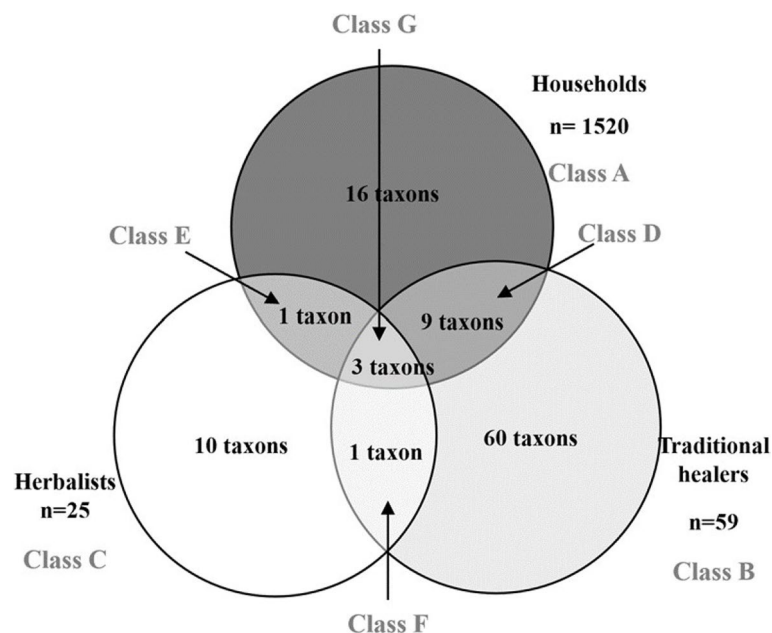 Class G
Households
n= 1520
Class A
16 taxons
Class E
Class D
1 taxon
9 taxons
3 taxons
10 taxons
1 taxon
60 taxons
Traditional
healers
n=59
Class B
Herbalists
n=25
Class C
Class F